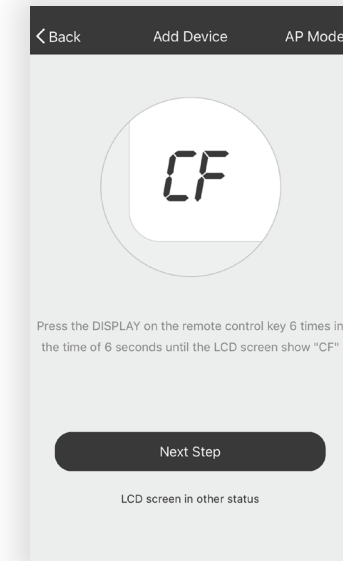 Back Add Device AP Mode
CF
Press the DISPLAY on the remote control key 6 times in
the time of 6 seconds until the LCD screen show "CF"
Next Step
LCD screen in other status